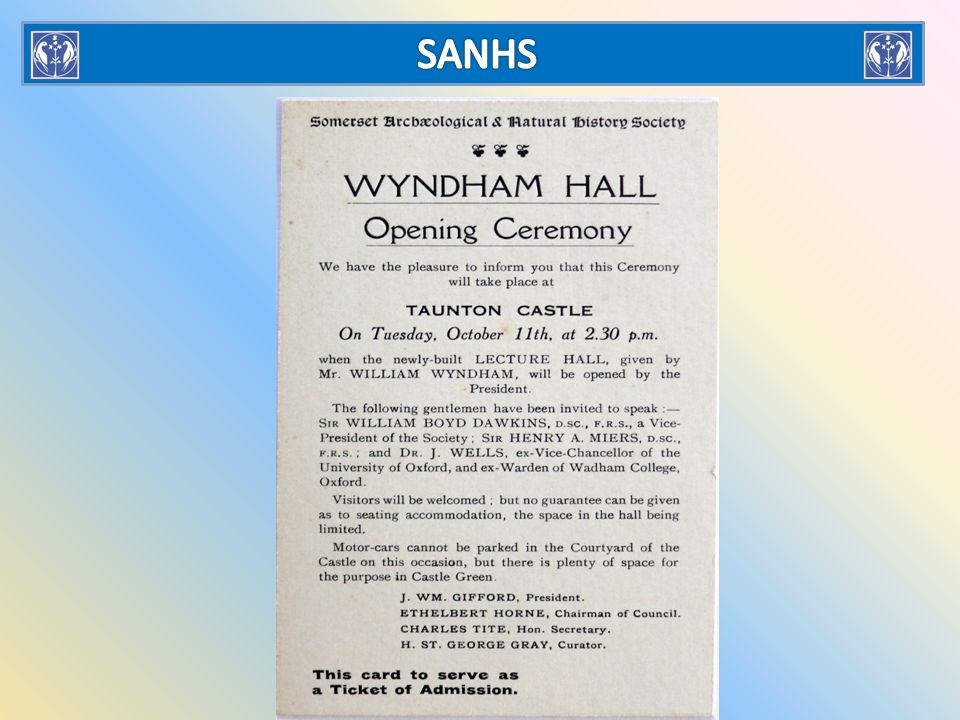 SANHS
Somerset Archæological & Natural History Society
WYNDHAM HALL
Opening Ceremony
We have the pleasure to inform you that this Ceremony
will take place at
TAUNTON CASTLE
On Tuesday, October 11th, at 2.30 p.m.
when the newly-built LECTURE HALL, given by
Mr. WILLIAM WYNDHAM, will be opened by the
President.
The following gentlemen have been invited to speak :—
SIR WILLIAM BOYD DAWKINS, D.SC., F.R.S., a Vice-
President of the Society ; SIR HENRY A. MIERS, D.SC.,
F.R.S. ; and DR. J. WELLS, ex-Vice-Chancellor of the
University of Oxford, and ex-Warden of Wadham College,
Oxford.
Visitors will be welcomed ; but no guarantee can be given
as to seating accommodation, the space in the hall being
limited.
Motor-cars cannot be parked in the Courtyard of the
Castle on this occasion, but there is plenty of space for
the purpose in Castle Green.
J. WM. GIFFORD, President.
ETHELBERT HORNE, Chairman of Council.
CHARLES TITE, Hon. Secretary.
H. ST. GEORGE GRAY, Curator.
This card to serve as
a Ticket of Admission.